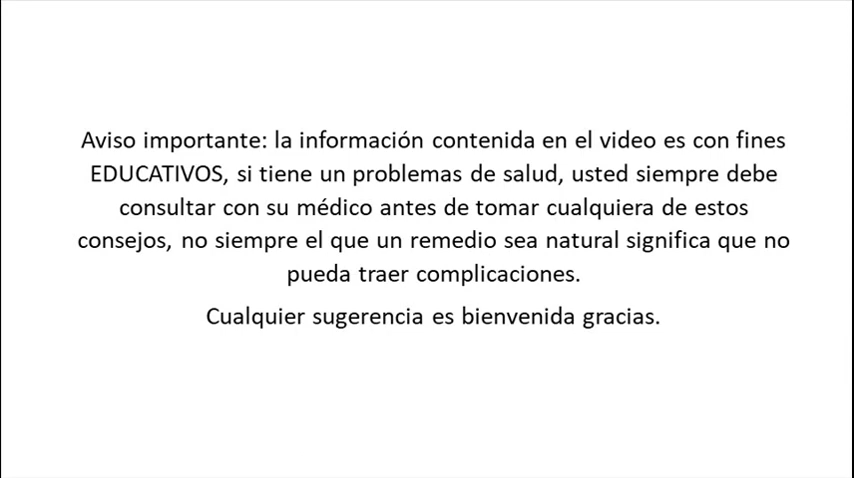 Aviso importante: la información contenida en el video es con fines
EDUCATIVOS, si tiene un problemas de salud, usted siempre debe
consultar con su médico antes de tomar cualquiera de estos
consejos, no siempre el que un remedio sea natural significa que no
pueda traer complicaciones.
Cualquier sugerencia es bienvenida gracias.